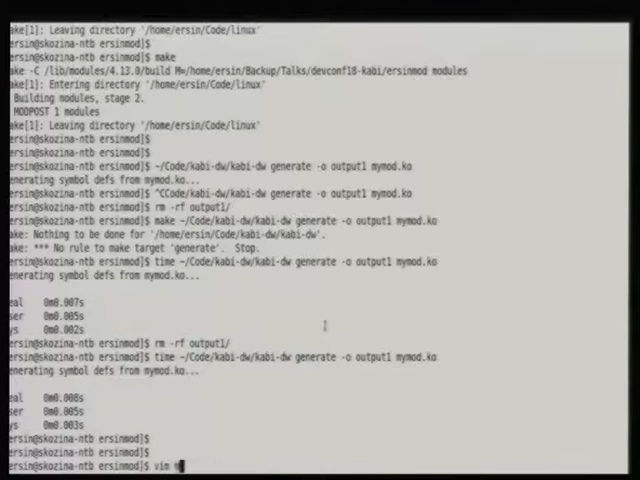 ake[1]: Leaving directory '/home/ersin/Code/linux'
ersin@skozina-ntb ersinmod]$
ersin@skozina-ntb ersinmod]$ make
ake -C /lib/modules/4.13.0/build M=/home/ersin/Backup/Talks/devconf18-kabi/ersinmod modules
ake[1]: Entering directory '/home/ersin/Code/linux'
Building modules, stage 2.
MODPOST 1 modules
ake[1]: Leaving directory '/home/ersin/Code/linux'
ersin@skozina-ntb ersinmod]$
ersin@skozina-ntb ersinmod]$
ersin@skozina-ntb ersinmod]$ ~/Code/kabi-dw/kabi-dw generate -o output1 mymod.ko
enerating symbol defs from mymod.ko...
ersin@skozina-ntb ersinmod]$ ^CCode/kabi-dw/kabi-dw generate -o output1 mymod.ko
ersin@skozina-ntb ersinmod]$ rm -rf output1/
ersin@skozina-ntb ersinmod]$ make ~/Code/kabi-dw/kabi-dw generate -o output1 mymod.ko
ake: Nothing to be done for '/home/ersin/Code/kabi-dw/kabi-dw'.
ake: *** No rule to make target 'generate'.  Stop.
ersin@skozina-ntb ersinmod]$ time ~/Code/kabi-dw/kabi-dw generate -o output1 mymod.ko
enerating symbol defs from mymod.ko...
eal 0m0.007s
ser 0m0.005s
ys 0m0.002s
ersin@skozina-ntb ersinmod]$ rm -rf output1/
ersin@skozina-ntb ersinmod]$ time ~/Code/kabi-dw/kabi-dw generate -o output1 mymod.ko
enerating symbol defs from mymod.ko...
eal 0m0.008s
ser 0m0.005s
ys 0m0.003s
ersin@skozina-ntb ersinmod]$
ersin@skozina-ntb ersinmod]$
ersin@skozina-ntb ersinmod]$ vim m